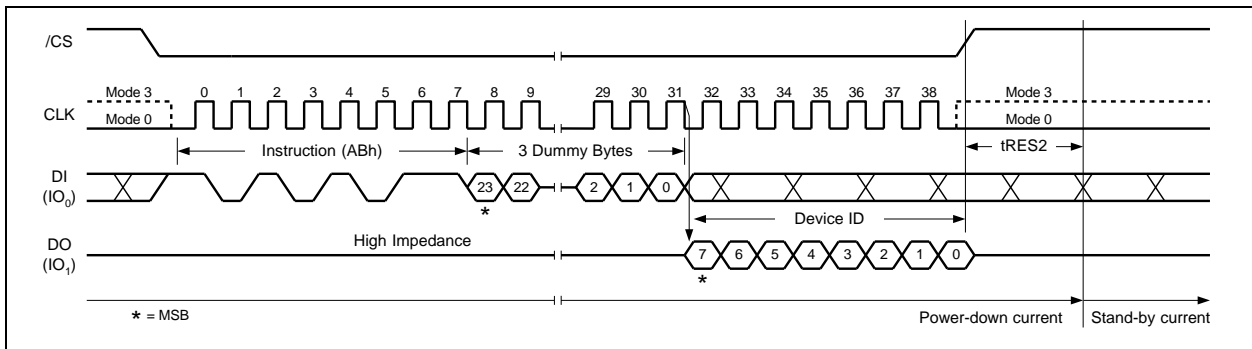 /CS
Mode 3
0 1 2 3 4 5 6 7 8 9 29 30 31 32 33 34 35 36 37 38
Mode 3
CLK
Mode 0
Mode 0
Instruction (ABh)
3 Dummy Bytes
tRES2
DI
(IO0)
23 22 2 1 0
*
Device ID
High Impedance
DO
(IO1)
7 6 5 4 3 2 1 0
*
* = MSB
Power-down current
Stand-by current